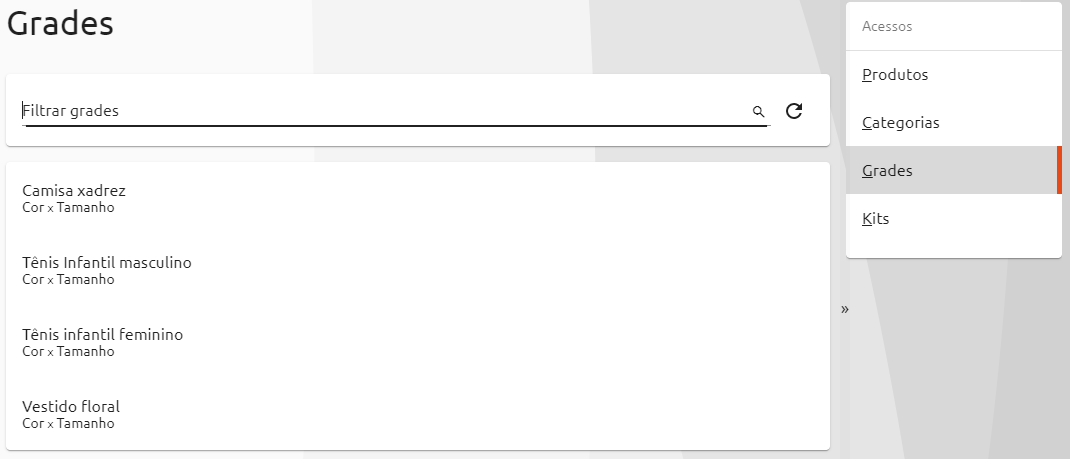 Grades
Filtrar grades
Camisa xadrez
Cor x Tamanho
Tênis Infantil masculino
Cor x Tamanho
Tênis infantil feminino
Cor x Tamanho
Vestido floral
Cor x Tamanho
Acessos
Produtos
Categorias
Grades
Kits
»